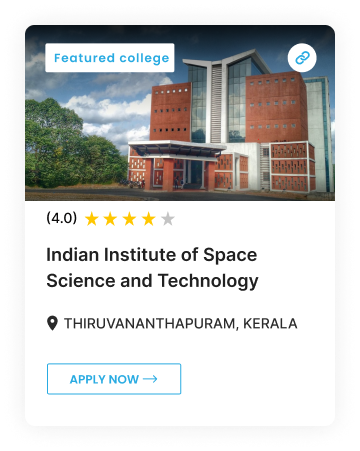 Featured college
(4.0)
Indian Institute of Space
Science and Technology
THIRUVANANTHAPURAM, KERALA
APPLY NOW